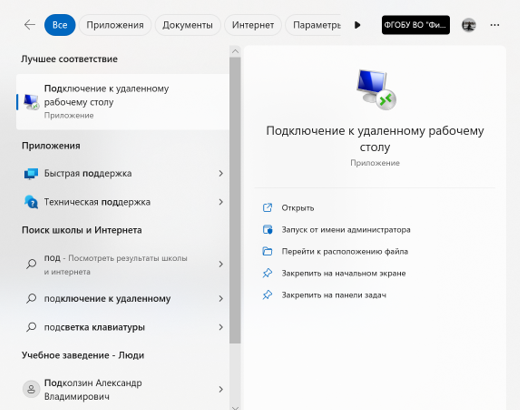 Все Приложения Документы Интернет Параметры ФГОБУ ВО "Фи...
Лучшее соответствие
Подключение к удаленному
рабочему столу
Приложение
Приложения
Быстрая поддержка
Техническая поддержка
Поиск школы и Интернета
под - Посмотреть результаты школы
и интернета
подключение к удаленному
подсветка клавиатуры
Учебное заведение - Люди
Подколзин Александр
Владимирович
Подключение к удаленному рабочему
столу
Приложение
Открыть
Запуск от имени администратора
Перейти к расположению файла
Закрепить на начальном экране
Закрепить на панели задач